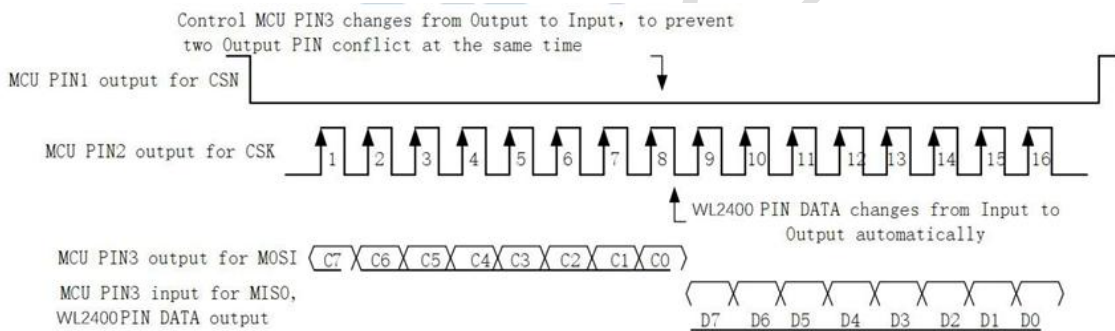 Control MCU PIN3 changes from Output to Input, to prevent
two Output PIN conflict at the same time
MCU PIN1 output for CSN
MCU PIN2 output for CSK
1 2 3 4 5 6 7 8 9 10 11 12 13 14 15 16
WL2400 PIN DATA changes from Input to
Output automatically
MCU PIN3 output for MOSI C7 C6 C5 C4 C3 C2 C1 C0
MCU PIN3 input for MISO,
WL2400 PIN DATA output D7 D6 D5 D4 D3 D2 D1 D0